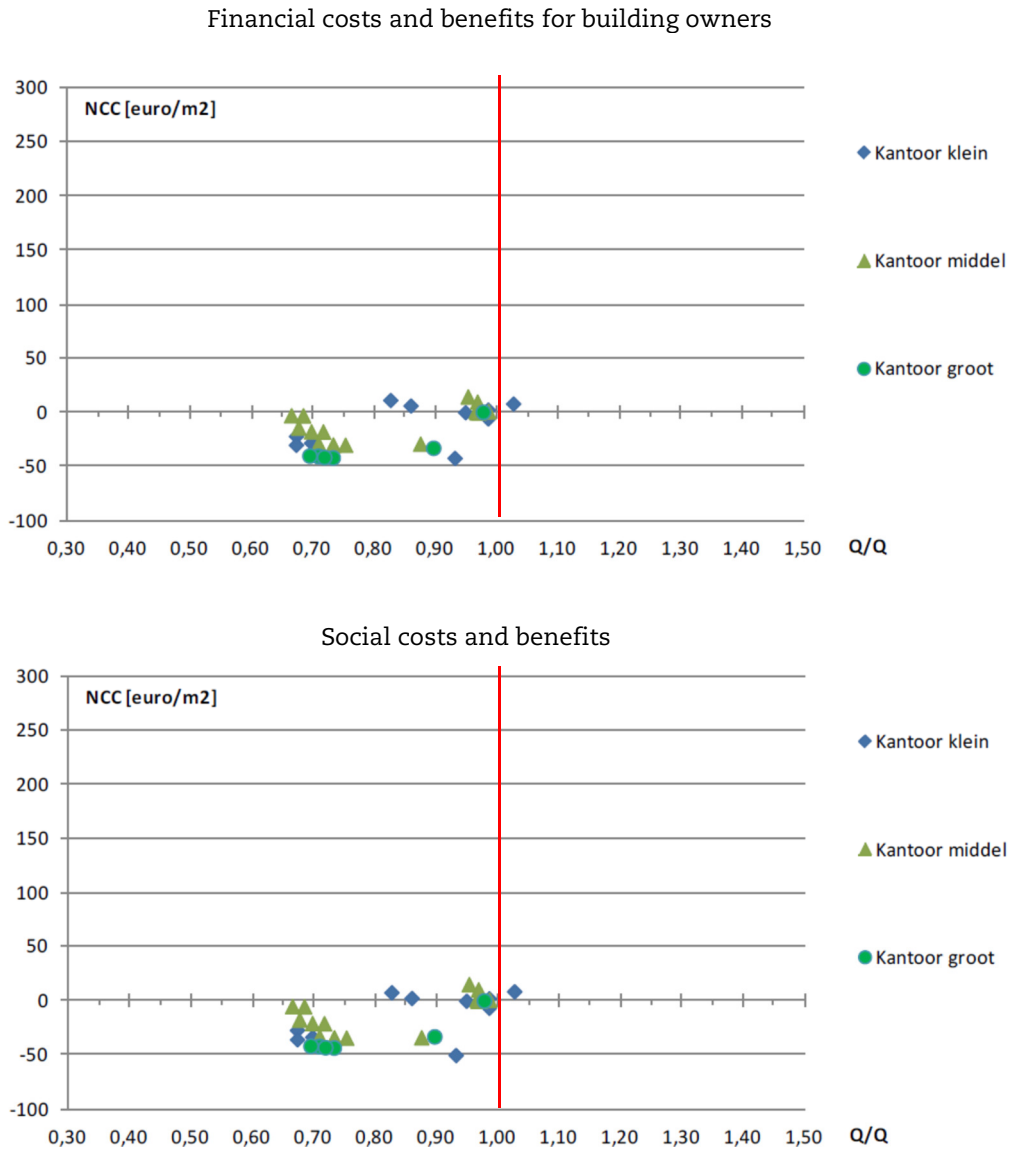 Financial costs and benefits for building owners
300
NCC [euro/m2]
250
Kantoor klein
200
150
Kantoor middel
100
50
Kantoor groot
0
-50
-100
0,30 0,40 0,50 0,60 0,70 0,80 0,90 1,00 1,10 1,20 1,30 1,40 1,50 Q/Q
Social costs and benefits
300
NCC [euro/m2]
250
Kantoor klein
200
150
Kantoor middel
100
50
Kantoor groot
0
-50
-100
0,30 0,40 0,50 0,60 0,70 0,80 0,90 1,00 1,10 1,20 1,30 1,40 1,50 Q/Q